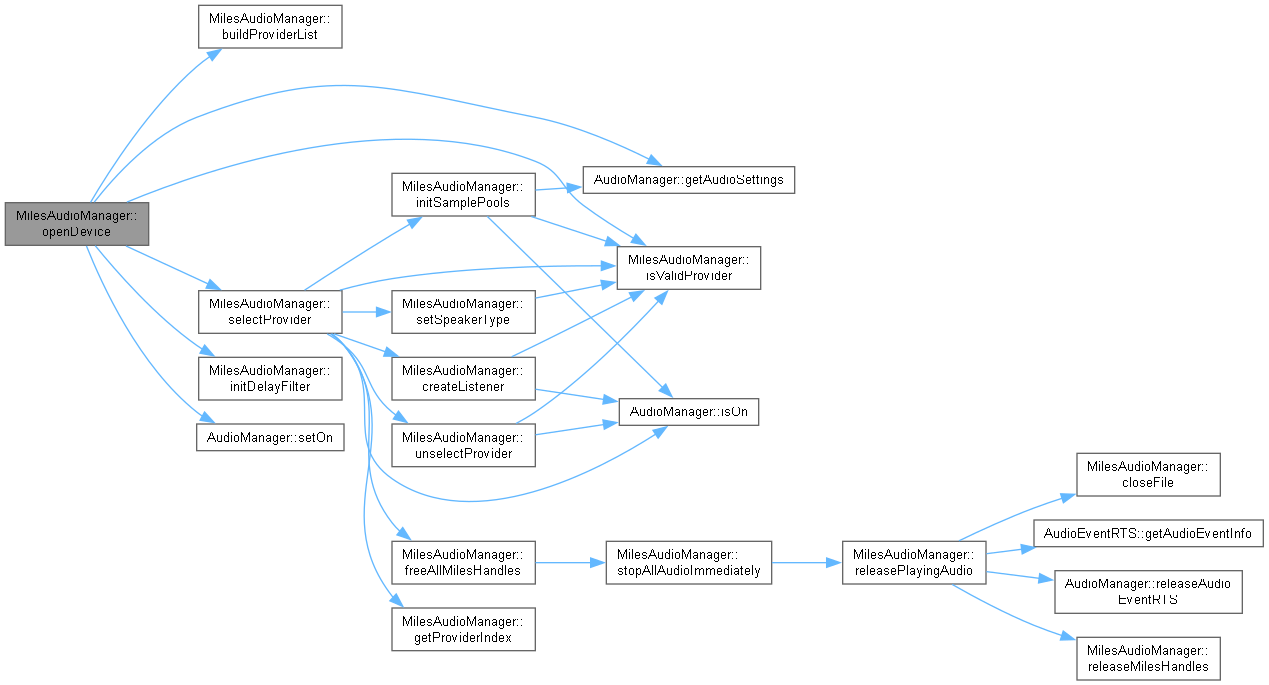 MilesAudioManager::
buildProviderList
AudioManager::getAudioSettings
MilesAudioManager::
initSamplePools
MilesAudioManager::
openDevice
MilesAudioManager::
isValidProvider
MilesAudioManager::
selectProvider
MilesAudioManager::
setSpeakerType
MilesAudioManager::
initDelayFilter
MilesAudioManager::
createListener
AudioManager::isOn
AudioManager::setOn
MilesAudioManager::
unselectProvider
MilesAudioManager::
closeFile
AudioEventRTS::getAudioEventInfo
MilesAudioManager::
freeAllMilesHandles
MilesAudioManager::
stopAllAudioImmediately
MilesAudioManager::
releasePlayingAudio
AudioManager::releaseAudio
EventRTS
MilesAudioManager::
getProviderIndex
MilesAudioManager::
releaseMilesHandles